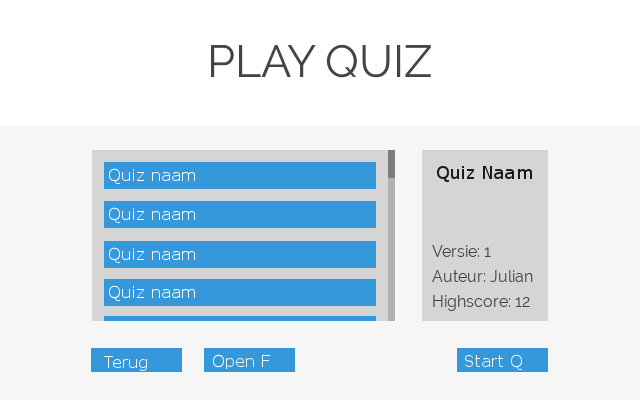 PLAY QUIZ
Quiz naam
Quiz naam
Quiz naam
Quiz naam
Quiz Naam
Versie: 1
Auteur: Julian
Highscore: 12
Terug
Open F
Start Q